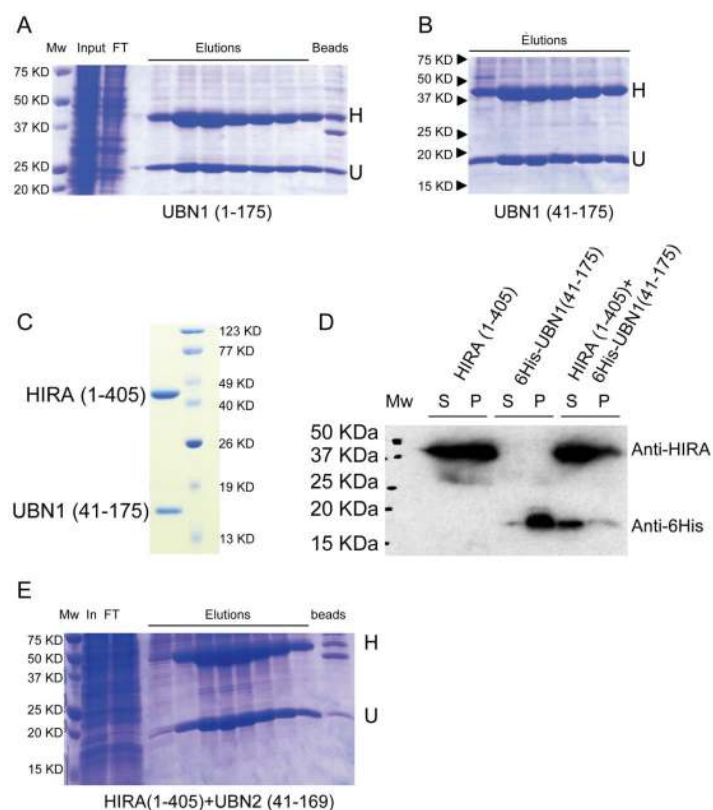 A
Mw Input FT Elutions Beads
75 KD
50 KD
37 KD
25 KD
20 KD
H
U
UBN1 (1-175)
B
Elutions
75 KD
50 KD
37 KD
25 KD
20 KD
15 KD
H
U
UBN1 (41-175)
C
123 KD
77 KD
49 KD
40 KD
26 KD
19 KD
13 KD
HIRA (1-405)
UBN1 (41-175)
D
HIRA (1-405)
6His-UBN1(41-175)
HIRA (1-405)+
6His-UBN1(41-175)
Mw S P S P S P
50 KDa
37 KDa
25 KDa
20 KDa
15 KDa
Anti-HIRA
Anti-6His
E
Mw In FT Elutions beads
75 KD
50 KD
37 KD
25 KD
20 KD
15 KD
H
U
HIRA(1-405)+UBN2 (41-169)